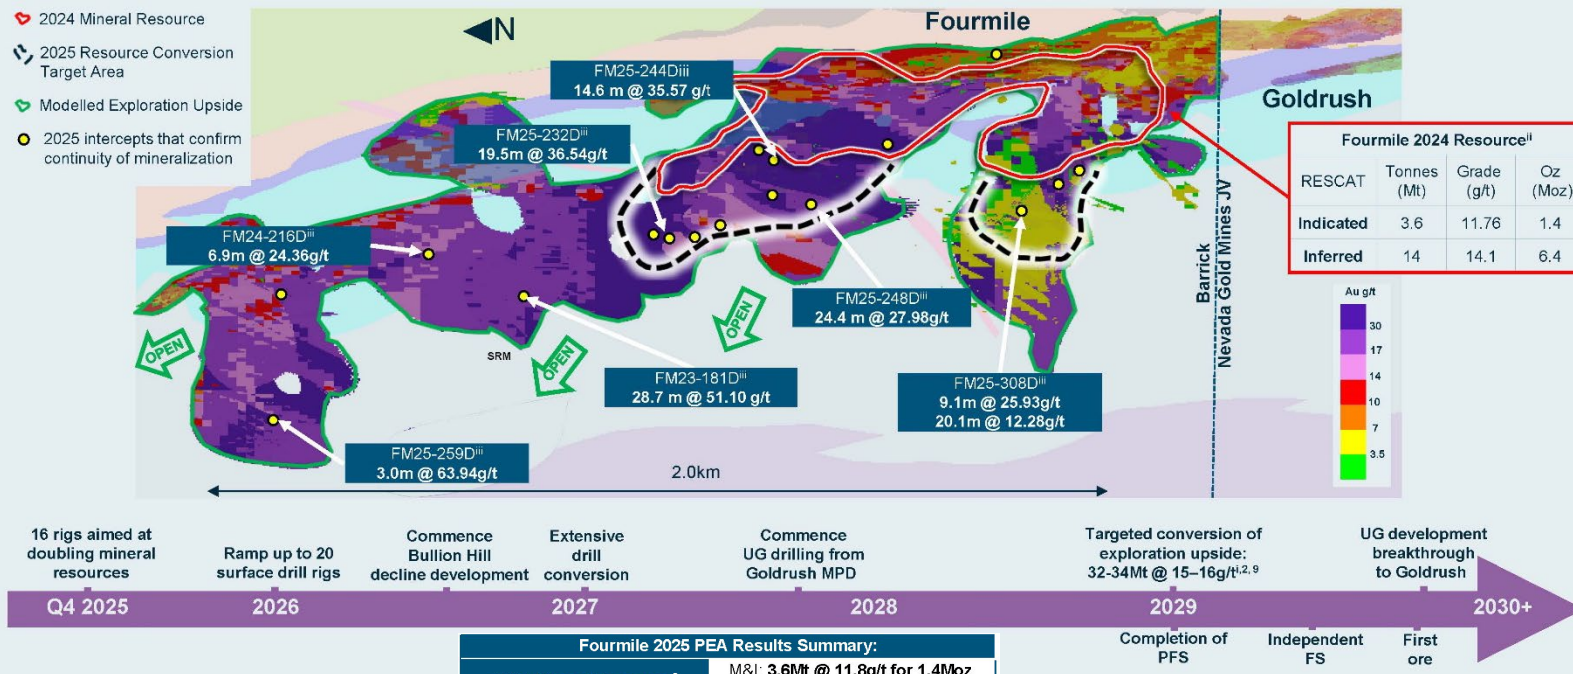 2024 Mineral Resource
2025 Resource Conversion
Target Area
Modelled Exploration Upside
2025 intercepts that confirm
continuity of mineralization
N
Fourmile
Goldrush
FM25-244Diii
14.6 m @ 35.57 g/t
FM25-232Dⁱⁱⁱ
19.5m @ 36.54g/t
FM24-216Dⁱⁱⁱ
6.9m @ 24.36g/t
FM25-248Dⁱⁱⁱ
24.4 m @ 27.98g/t
FM23-181Dⁱⁱⁱ
28.7 m @ 51.10 g/t
FM25-308Dⁱⁱⁱ
9.1m @ 25.93g/t
20.1m @ 12.28g/t
FM25-259Dⁱⁱⁱ
3.0m @ 63.94g/t
OPEN
OPEN
OPEN
SRM
2.0km
Barrick
Nevada Gold Mines JV
Fourmile 2024 Resourceⁱⁱ
RESCAT Tonnes (Mt) Grade (g/t) Oz (Moz)
Indicated 3.6 11.76 1.4
Inferred 14 14.1 6.4
Au g/t
30
17
14
10
7
3.5
16 rigs aimed at
doubling mineral
resources
Ramp up to 20
surface drill rigs
Commence
Bullion Hill
decline development
Extensive
drill
conversion
Commence
UG drilling from
Goldrush MPD
Targeted conversion of
exploration upside:
32-34Mt @ 15–16g/tⁱ,²,⁹
UG development
breakthrough
to Goldrush
Q4 2025 2026 2027 2028 2029 2030+
Completion of
PFS
Independent
FS
First
ore
Fourmile 2025 PEA Results Summary:
M&I: 3.6Mt @ 11.8g/t for 1.4Moz